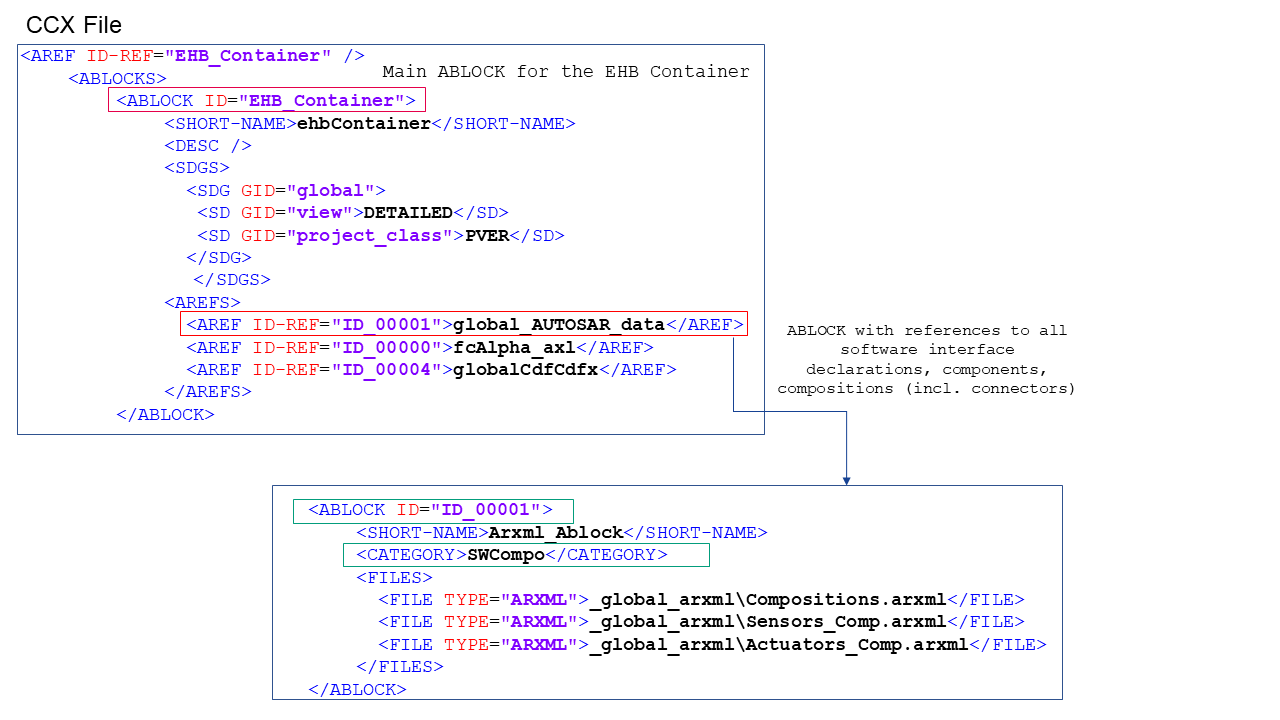 CCX File
<AREF ID-REF="EHB_Container" />
Main ABLOCK for the EHB Container
<ABLOCKS>
<ABLOCK ID="EHB_Container">
<SHORT-NAME>ehbContainer</SHORT-NAME>
<DESC />
<SDGS>
<SDG GID="global">
<SD GID="view">DETAILED</SD>
<SD GID="project_class">PVER</SD>
</SDG>
</SDGS>
<AREFS>
<AREF ID-REF="ID_00001">global_AUTOSAR_data</AREF>
<AREF ID-REF="ID_00000">fcAlpha_axl</AREF>
<AREF ID-REF="ID_00004">globalCdfCdfx</AREF>
</AREFS>
</ABLOCK>
ABLOCK with references to all
software interface
declarations, components,
compositions (incl. connectors)
<ABLOCK ID="ID_00001">
<SHORT-NAME>Arxml_Ablock</SHORT-NAME>
<CATEGORY>SWCompo</CATEGORY>
<FILES>
<FILE TYPE="ARXML">_global_arxml\Compositions.arxml</FILE>
<FILE TYPE="ARXML">_global_arxml\Sensors_Comp.arxml</FILE>
<FILE TYPE="ARXML">_global_arxml\Actuators_Comp.arxml</FILE>
</FILES>
</ABLOCK>